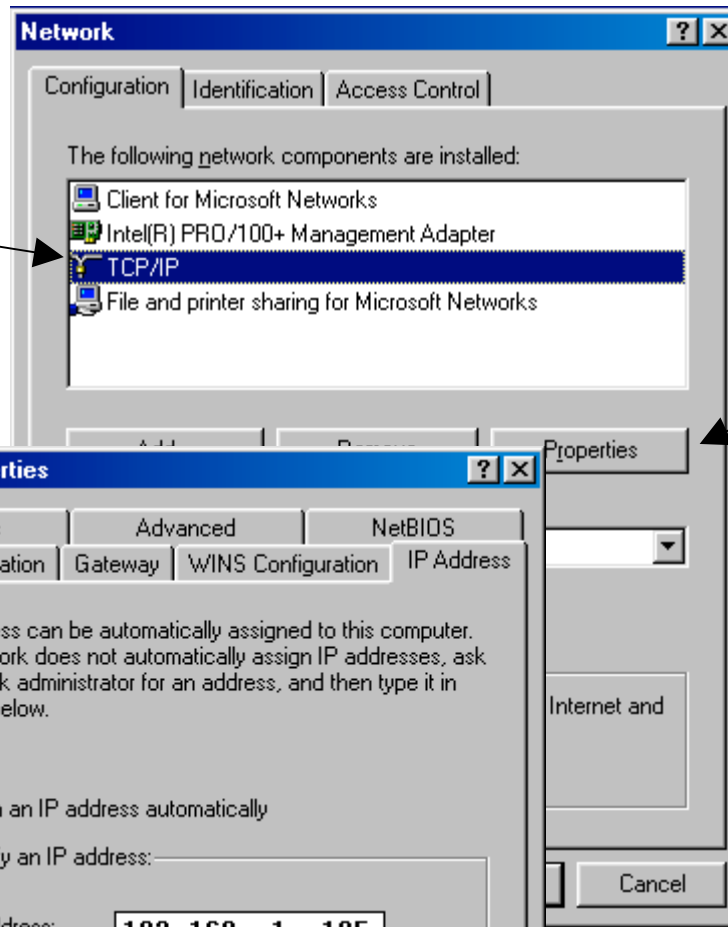 Network
Configuration Identification Access Control
The following network components are installed:
Client for Microsoft Networks
Intel(R) PRO/100+ Management Adapter
TCP/IP
File and printer sharing for Microsoft Networks
Properties
rties
Advanced NetBIOS
ation Gateway WINS Configuration IP Address
ss can be automatically assigned to this computer.
ork does not automatically assign IP addresses, ask
k administrator for an address, and then type it in
elow.
an IP address automatically
y an IP address:
Internet and
Cancel